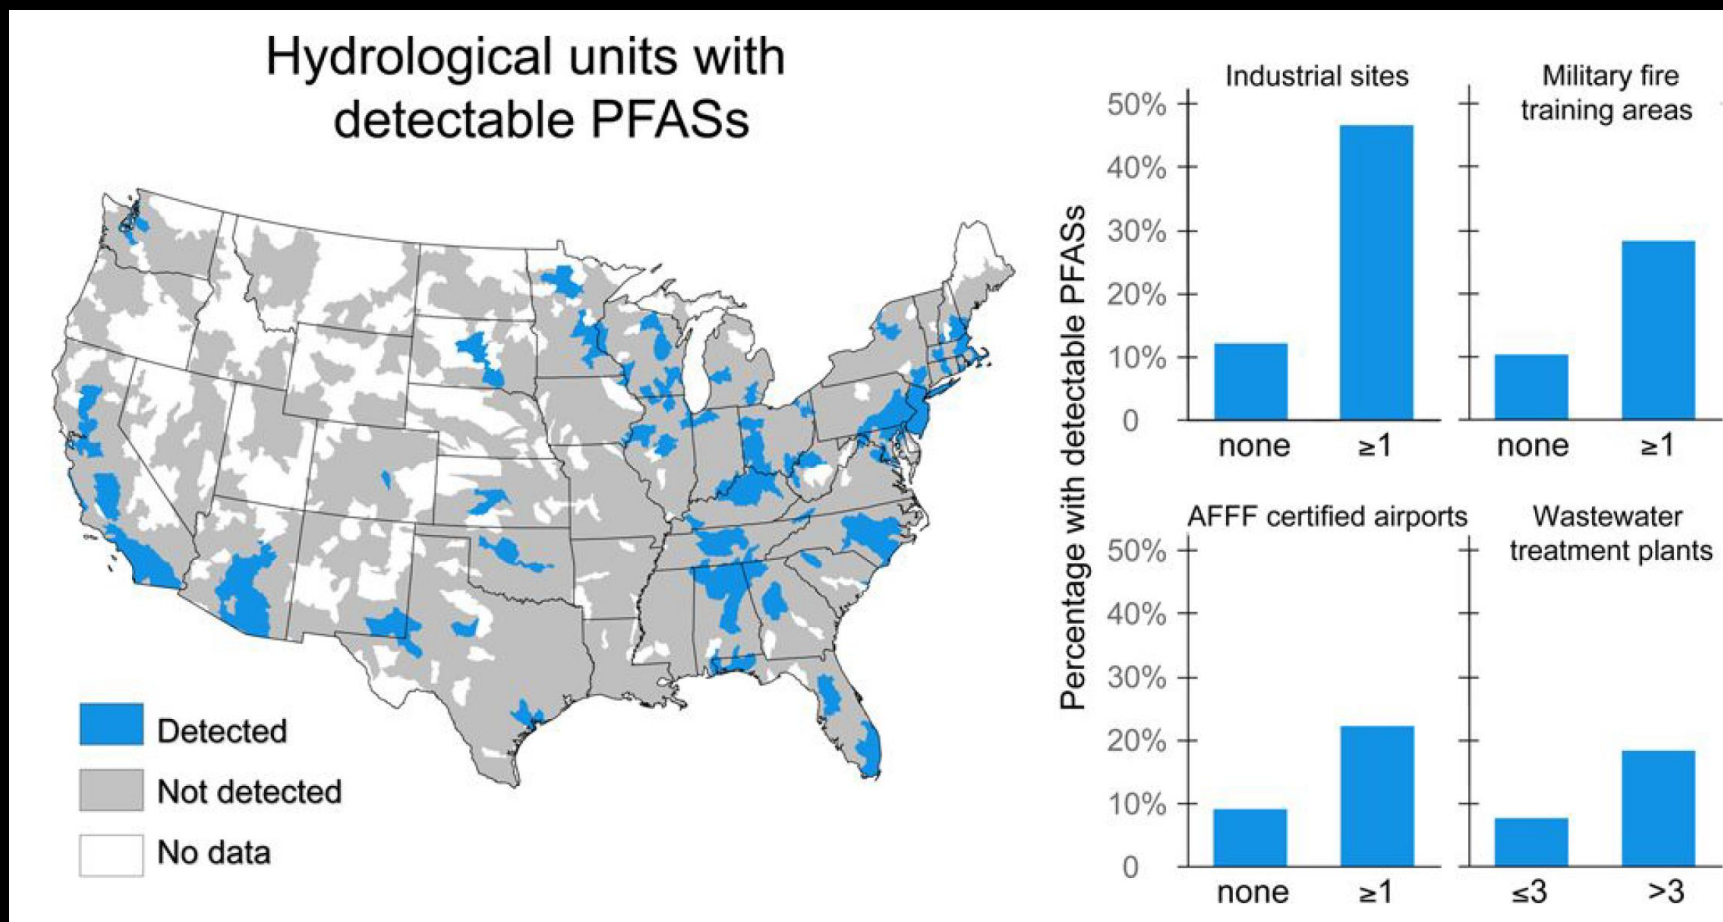 Hydrological units with
detectable PFASs
Detected
Not detected
No data
Percentage with detectable PFASs
Industrial sites
50%
40%
30%
20%
10%
0
none
≥1
Military fire
training areas
none
≥1
AFFF certified airports
50%
40%
30%
20%
10%
0
none
≥1
Wastewater
treatment plants
≤3
>3